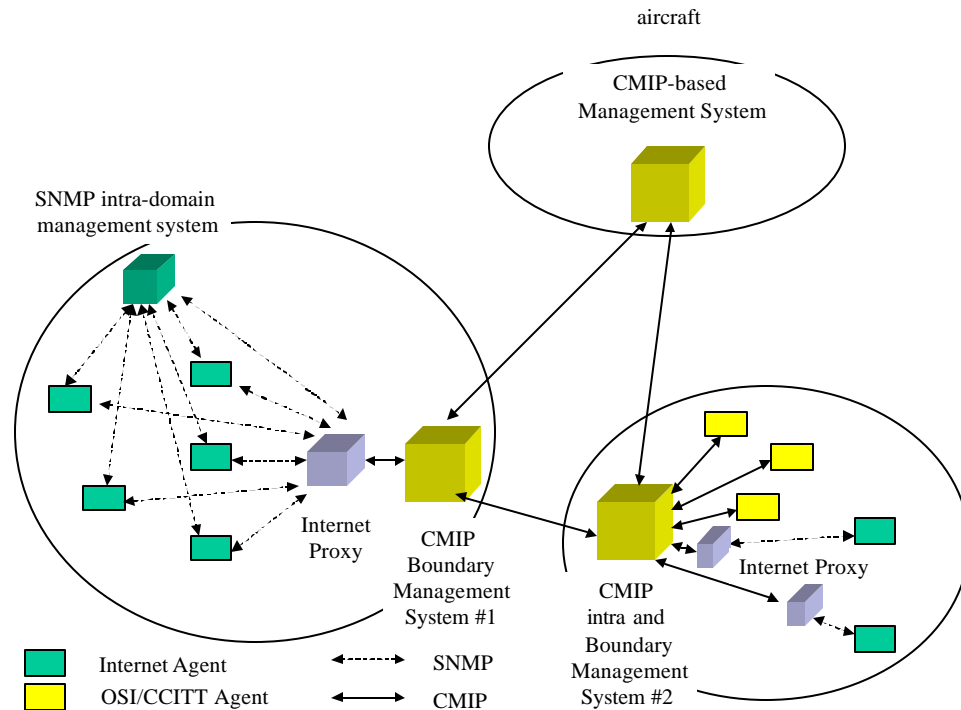 aircraft
CMIP-based
Management System
SNMP intra-domain
management system
Internet
Proxy
CMIP
Boundary
Management
System #1
Internet Proxy
CMIP
intra and
Boundary
Management
System #2
Internet Agent
SNMP
OSI/CCITT Agent
CMIP